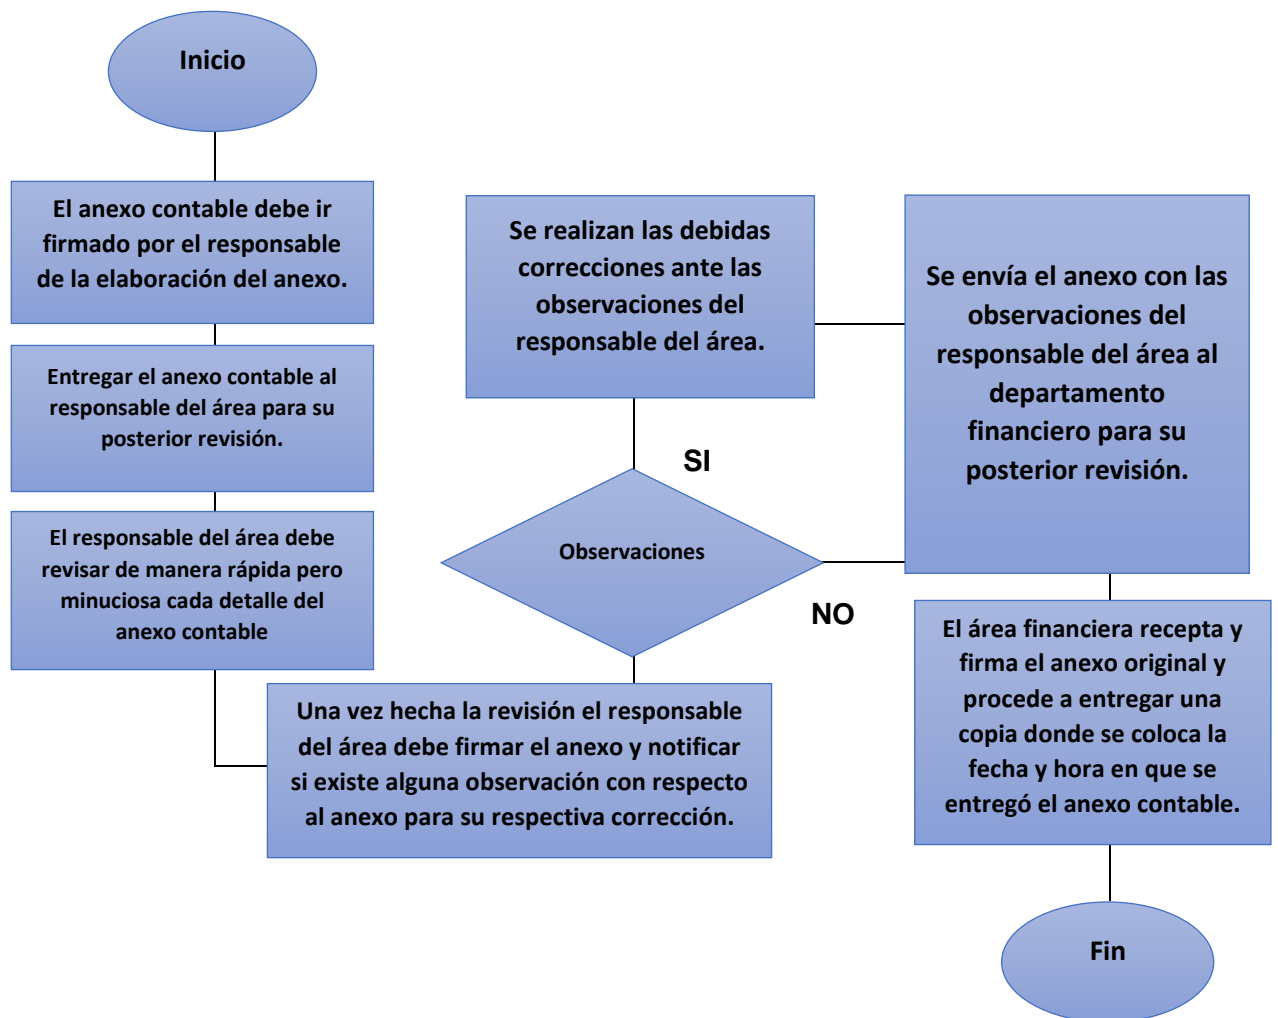 Inicio
El anexo contable debe ir
firmado por el responsable
de la elaboración del anexo.
Entregar el anexo contable al
responsable del área para su
posterior revisión.
El responsable del área debe
revisar de manera rápida pero
minuciosa cada detalle del
anexo contable
Una vez hecha la revisión el responsable
del área debe firmar el anexo y notificar
si existe alguna observación con respecto
al anexo para su respectiva corrección.
Observaciones
SI
NO
Se realizan las debidas
correcciones ante las
observaciones del
responsable del área.
Se envía el anexo con las
observaciones del
responsable del área al
departamento
financiero para su
posterior revisión.
El área financiera recepta y
firma el anexo original y
procede a entregar una
copia donde se coloca la
fecha y hora en que se
entregó el anexo contable.
Fin